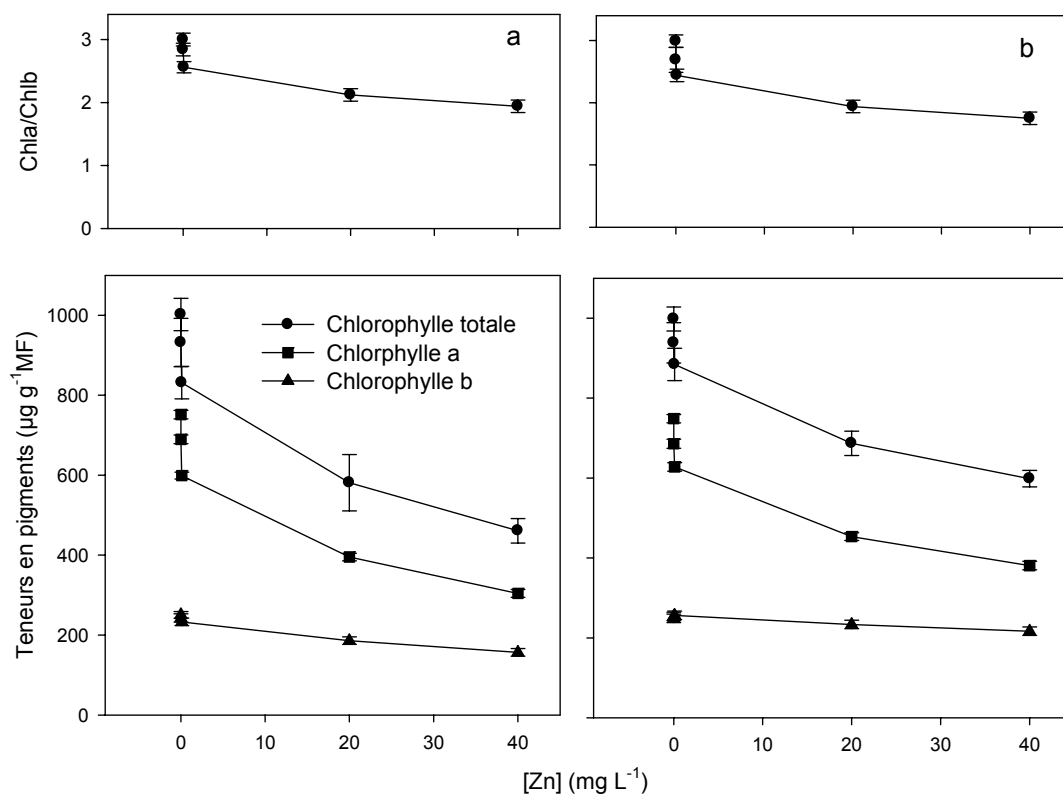 a
b
3
2
1
0
Chla/Chlb
0 10 20 30 40
0 10 20 30 40
1000
800
600
400
200
0
Teneurs en pigments (µg g⁻¹MF)
Chlorophylle totale
Chlorphylle a
Chlorophylle b
[Zn] (mg L⁻¹)